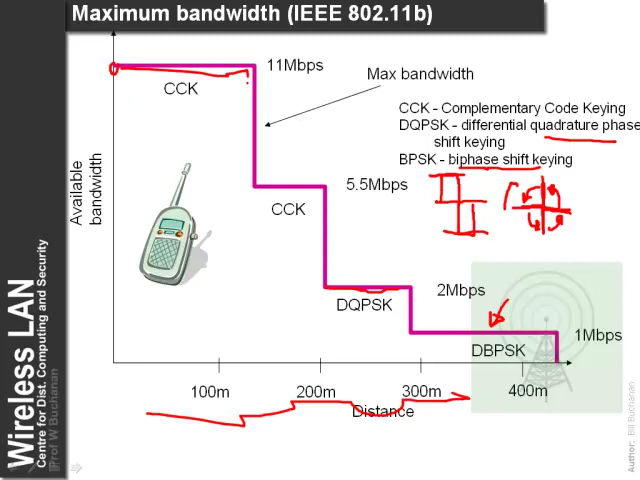 Maximum bandwidth (IEEE 802.11b)
11Mbps
Max bandwidth
CCK
CCK - Complementary Code Keying
DQPSK - differential quadrature phase
shift keying
BPSK - biphase shift keying
Available
bandwidth
5.5Mbps
CCK
2Mbps
DQPSK
1Mbps
DBPSK
100m
200m
300m
400m
Distance
Wireless LAN
Centre for Dist. Computing and Security
Prof W Buchanan
Author: Bill Buchanan